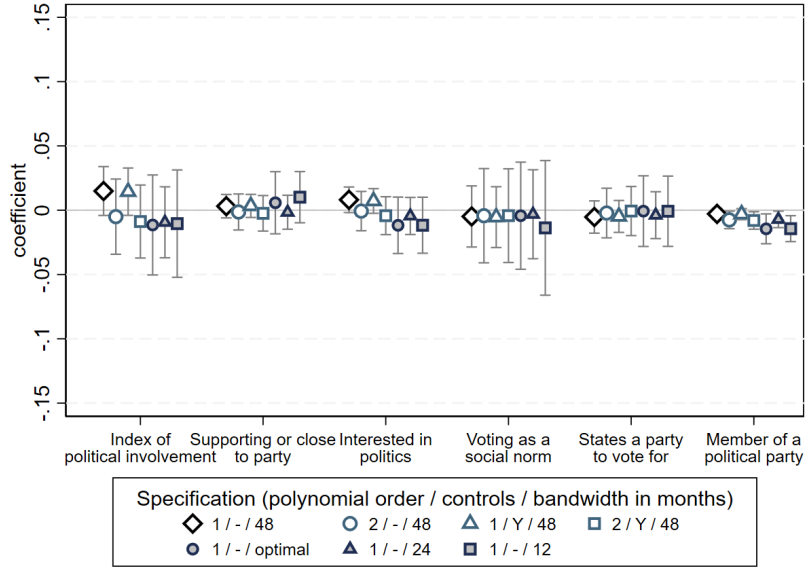 .15
.1
.05
0
-.05
-.1
-.15
coefficient
Index of Supporting or close Interested in Voting as a States a party Member of a
political involvement to party politics social norm to vote for political party
Specification (polynomial order / controls / bandwidth in months)
1 / - / 48 2 / - / 48 1 / Y / 48 2 / Y / 48
1 / - / optimal 1 / - / 24 1 / - / 12